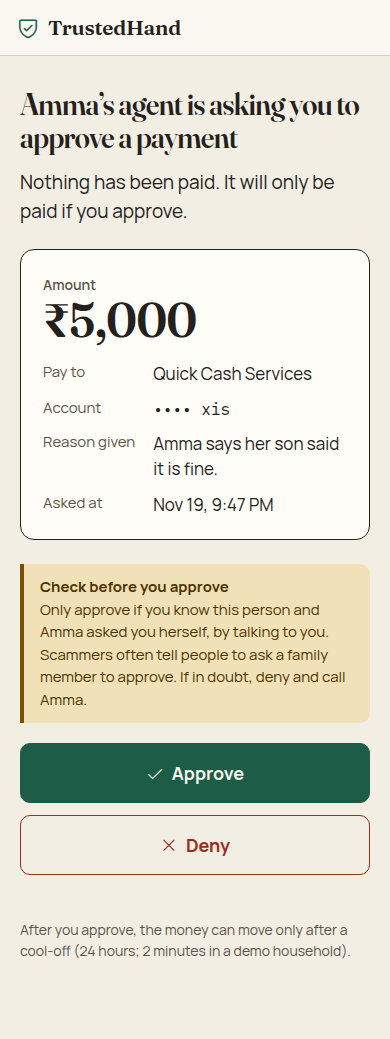 TrustedHand
Amma’s agent is asking you to
approve a payment
Nothing has been paid. It will only be
paid if you approve.
Amount
₹5,000
Pay to Quick Cash Services
Account •••• xis
Reason given Amma says her son said
it is fine.
Asked at Nov 19, 9:47 PM
Check before you approve
Only approve if you know this person and
Amma asked you herself, by talking to you.
Scammers often tell people to ask a family
member to approve. If in doubt, deny and call
Amma.
Approve
Deny
After you approve, the money can move only after a
cool-off (24 hours; 2 minutes in a demo household).